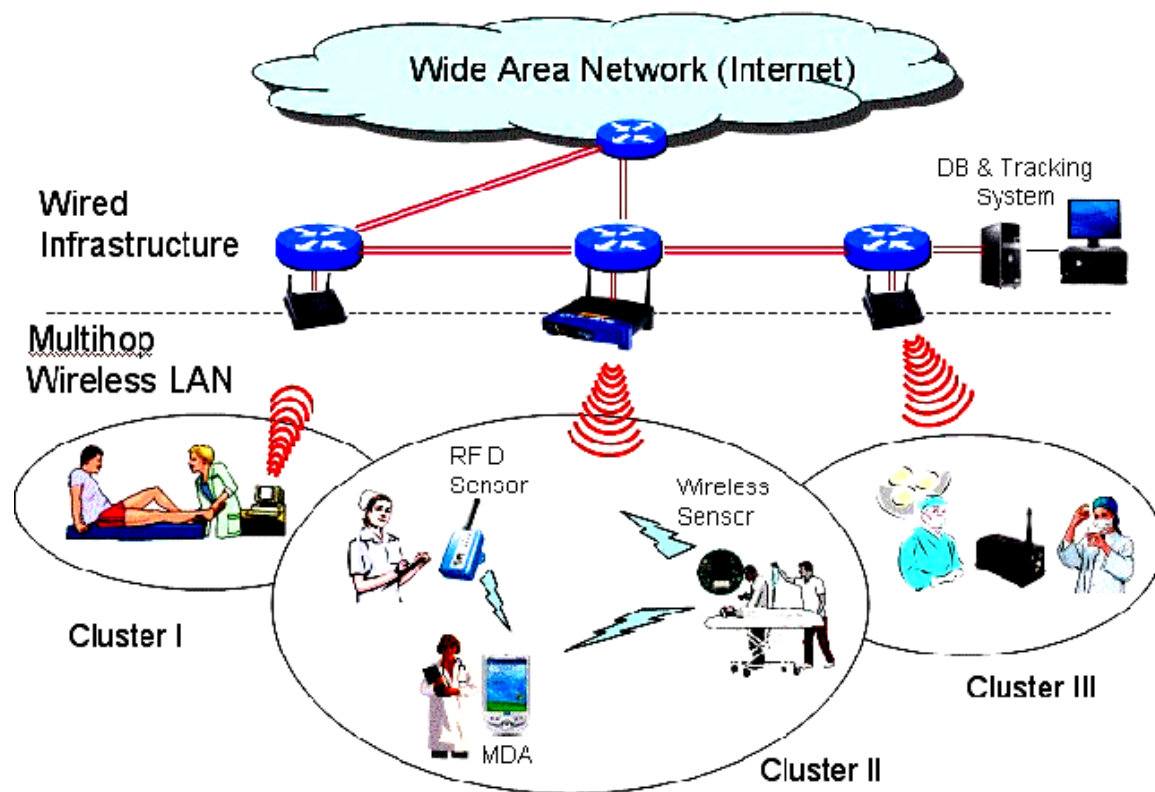 Wide Area Network (Internet)
DB & Tracking
System
Wired
Infrastructure
Multihop
Wireless LAN
RFID
Sensor
Wireless
Sensor
Cluster I
MDA
Cluster II
Cluster III